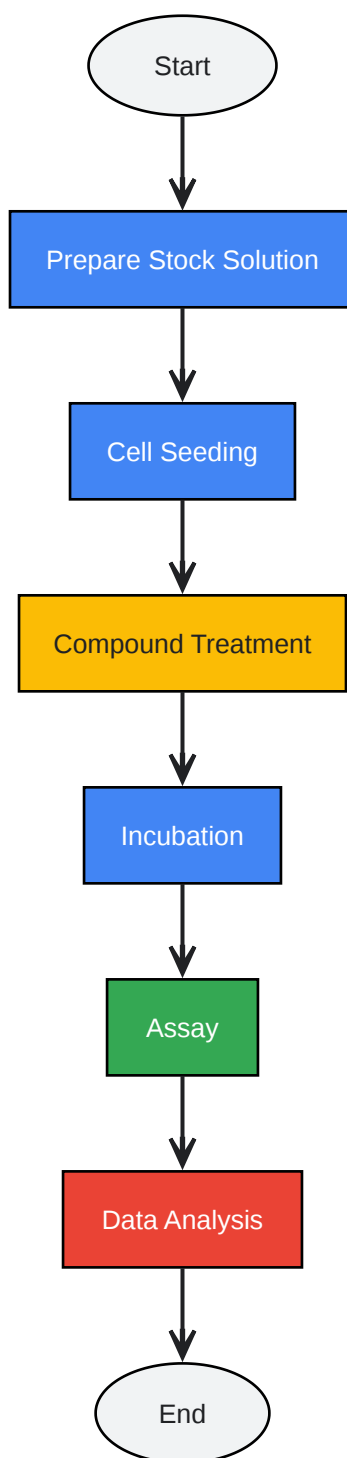 Start
Prepare Stock Solution
Cell Seeding
Compound Treatment
Incubation
Assay
Data Analysis
End